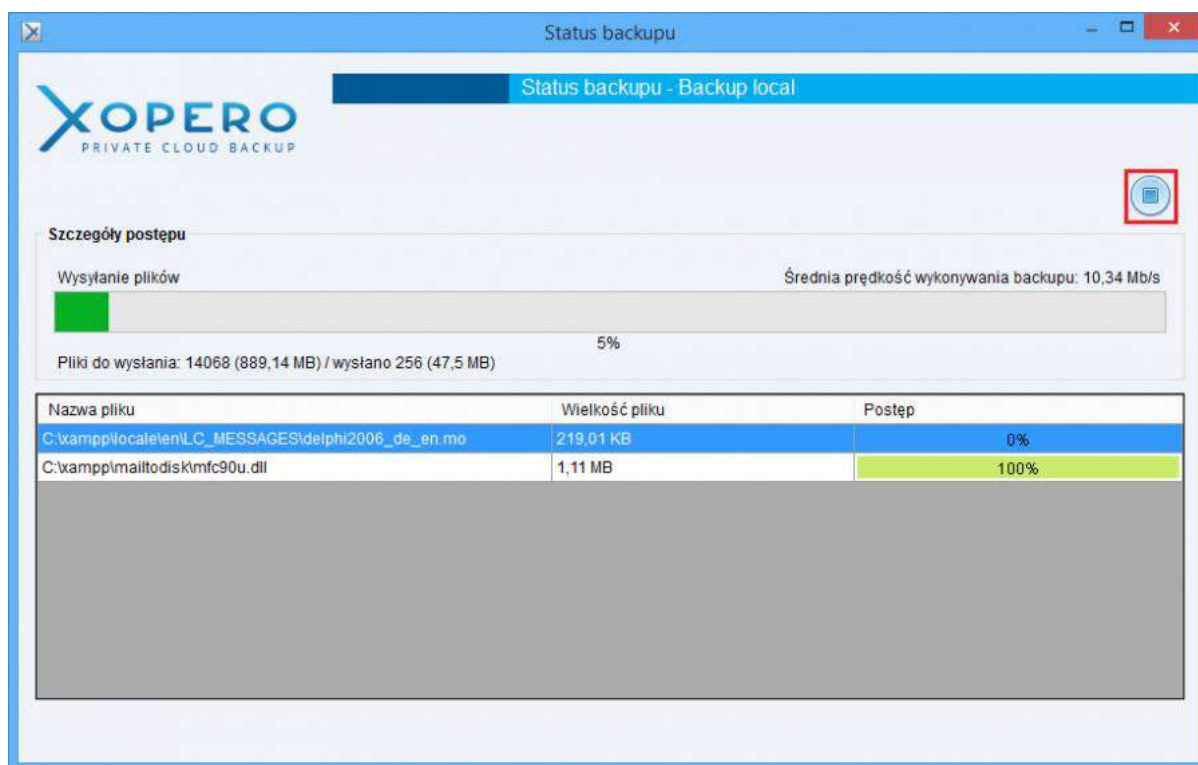 Status backupu
Status backupu - Backup local
XOPERO
PRIVATE CLOUD BACKUP
Szczegóły postępu
Wysyłanie plików
Średnia prędkość wykonywania backupu: 10,34 Mb/s
5%
Pliki do wysłania: 14068 (889,14 MB) / wysłano 256 (47,5 MB)
Nazwa pliku Wielkość pliku Postęp
C:\xampp\locale\en\LC_MESSAGES\delphi2006_de_en.mo 219,01 KB 0%
C:\xampp\mailtodisk\mfc90u.dll 1,11 MB 100%